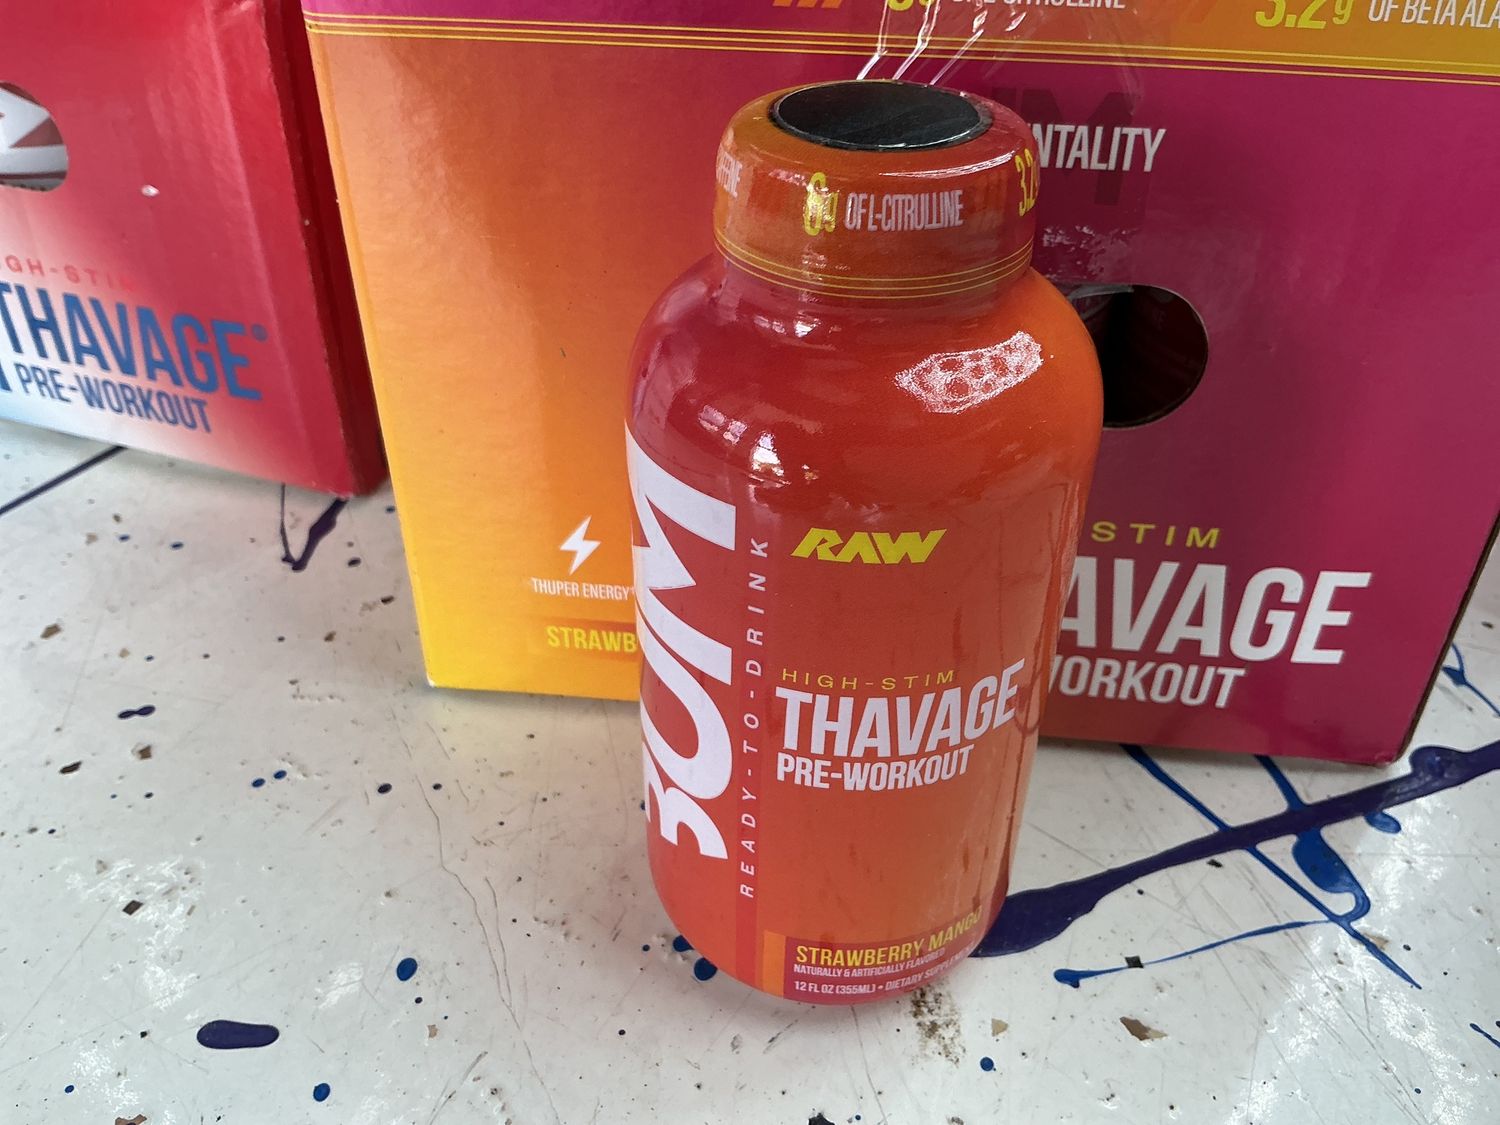 OF L-CITRULLINE
3.2g OF BETA ALA
NTALITY
6g OF L-CITRULLINE
3.2
HIGH-STIM
THAVAGE®
PRE-WORKOUT
THUPER ENERGY
STRAWB
STIM
AVAGE
WORKOUT
BUM
READY-TO-DRINK
RAW
HIGH-STIM
THAVAGE
PRE-WORKOUT
STRAWBERRY MANGO
NATURALLY & ARTIFICIALLY FLAVORED
12 FL OZ (355ML) • DIETARY SUPPLEMENT